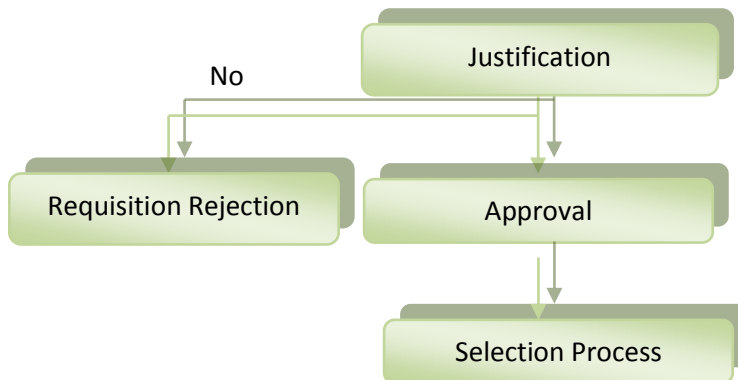 Justification
No
Requisition Rejection
Approval
Selection Process